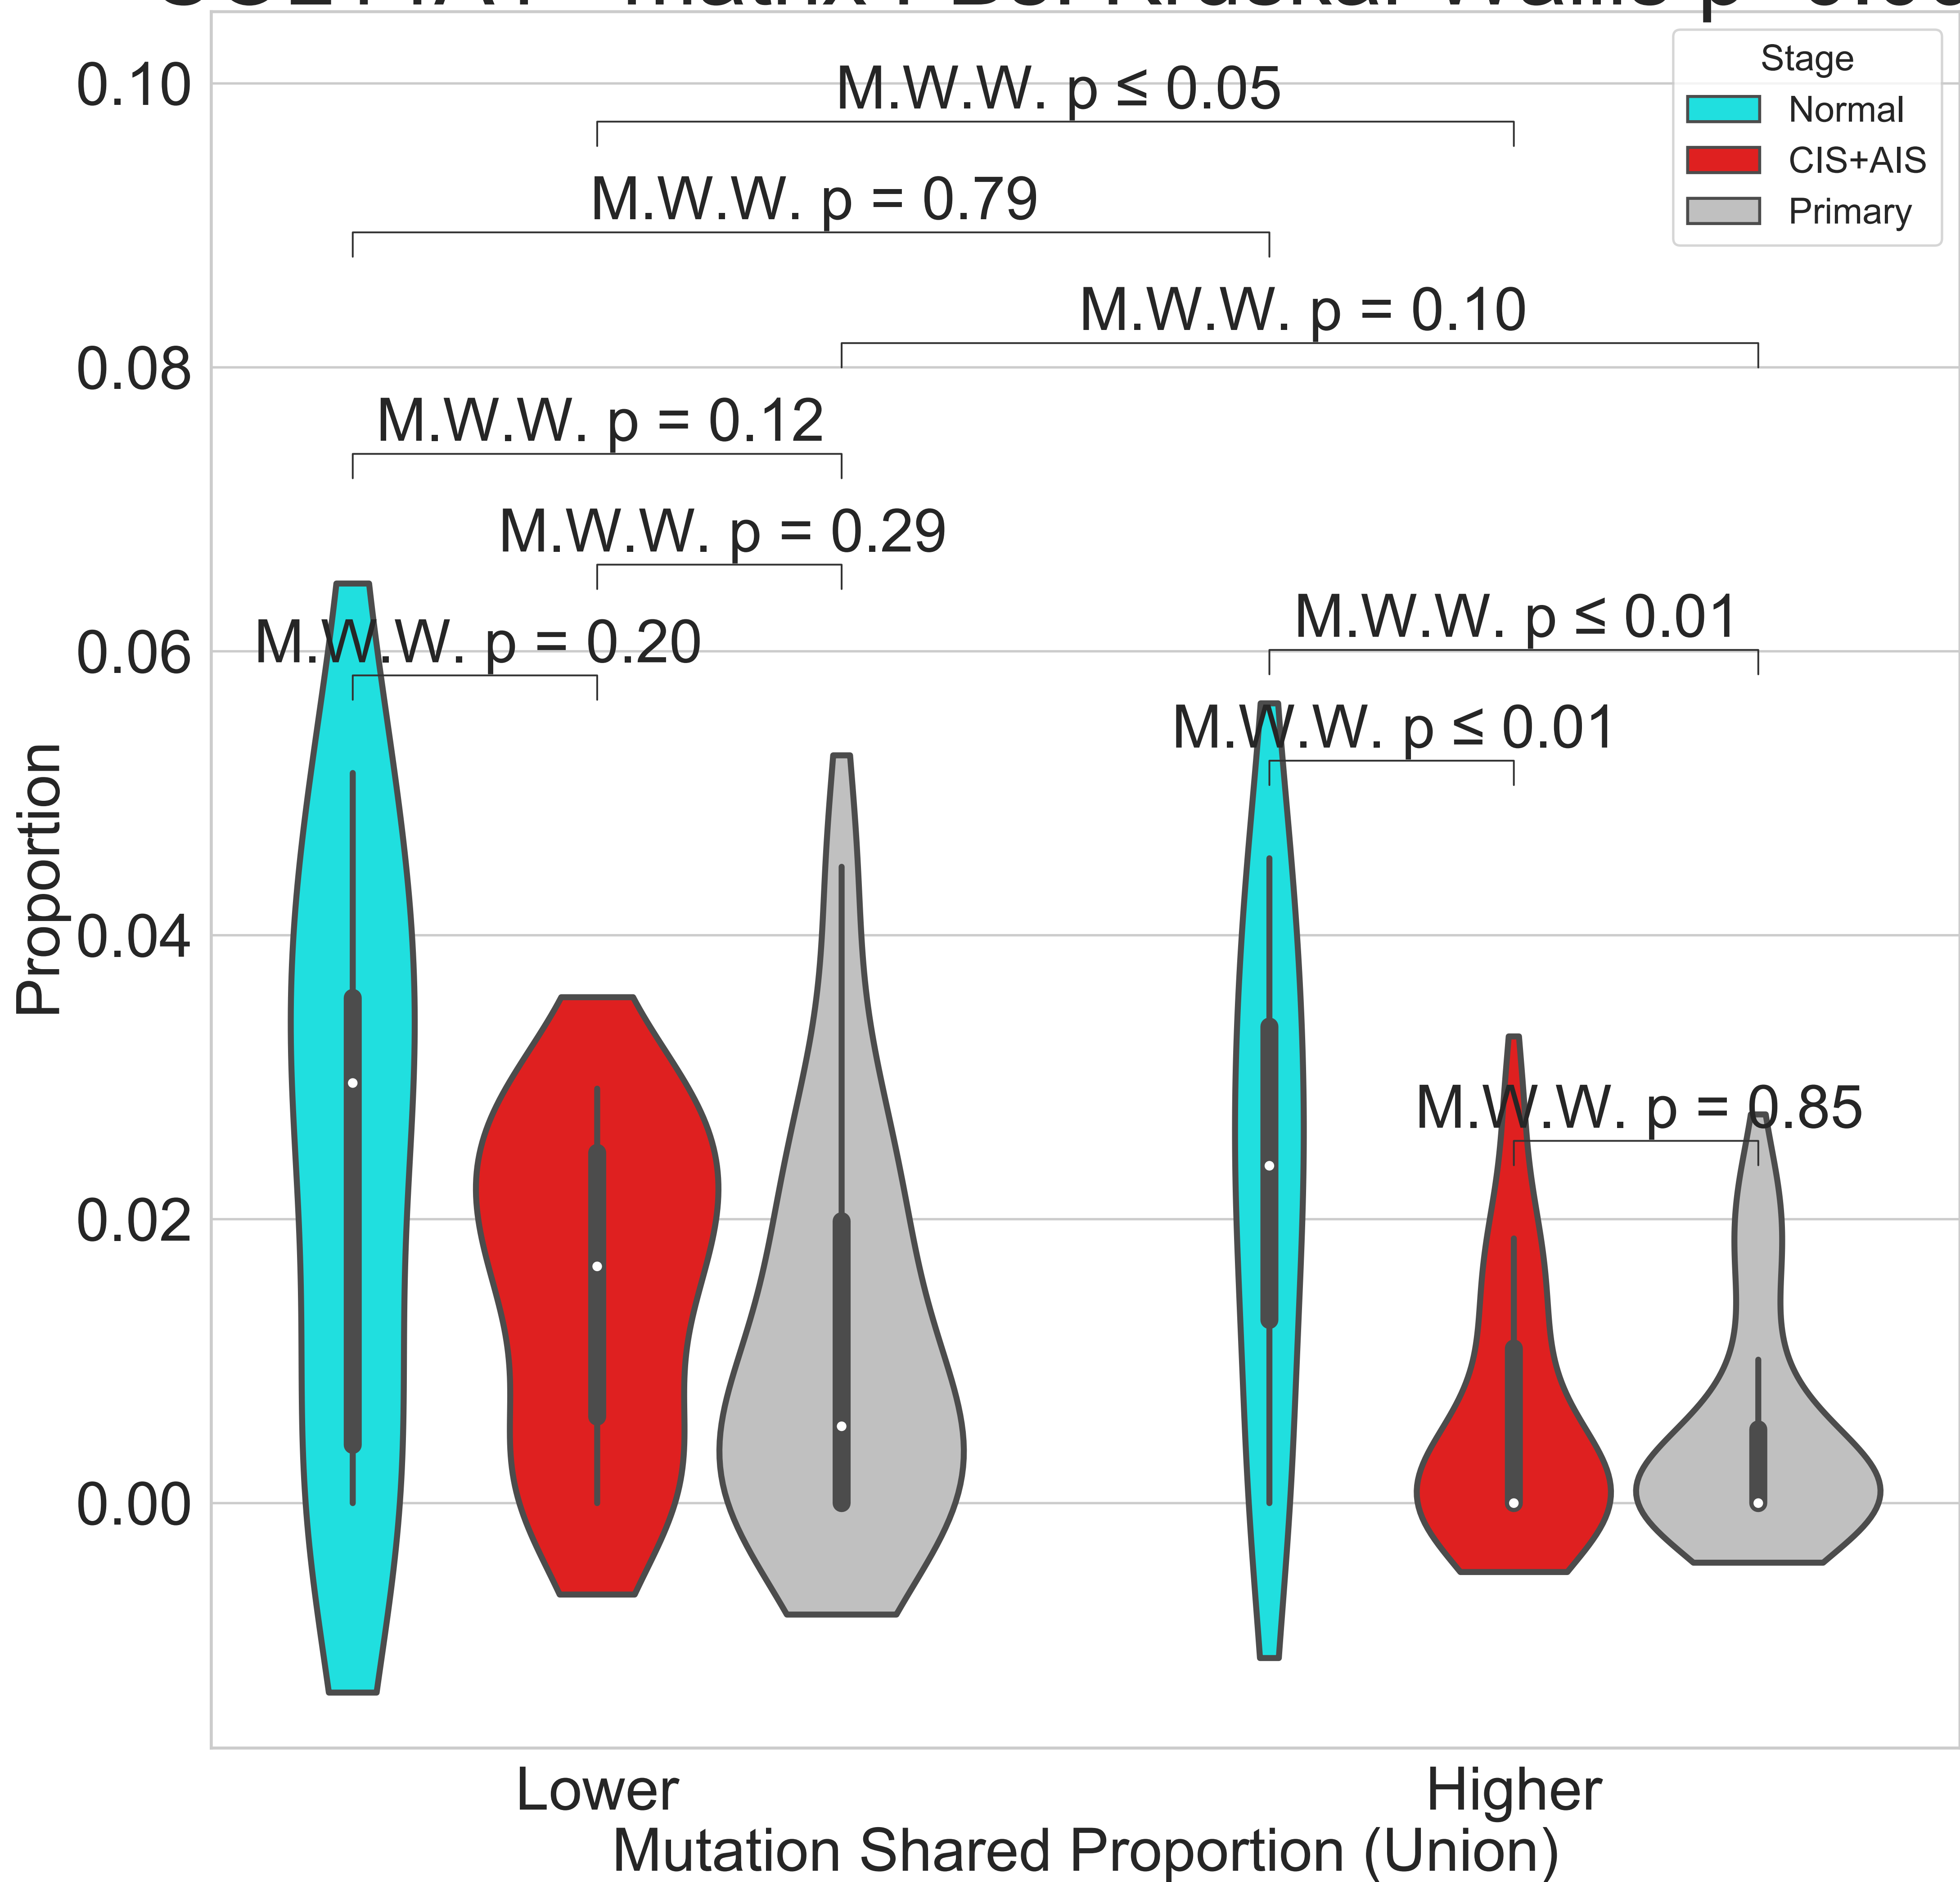 Stage
Normal
CIS+AIS
Primary
M.W.W. p ≤ 0.05
M.W.W. p = 0.79
M.W.W. p = 0.10
M.W.W. p = 0.12
M.W.W. p = 0.29
M.W.W. p = 0.20
M.W.W. p ≤ 0.01
M.W.W. p ≤ 0.01
M.W.W. p = 0.85
0.10
0.08
0.06
0.04
0.02
0.00
Proportion
Lower
Higher
Mutation Shared Proportion (Union)